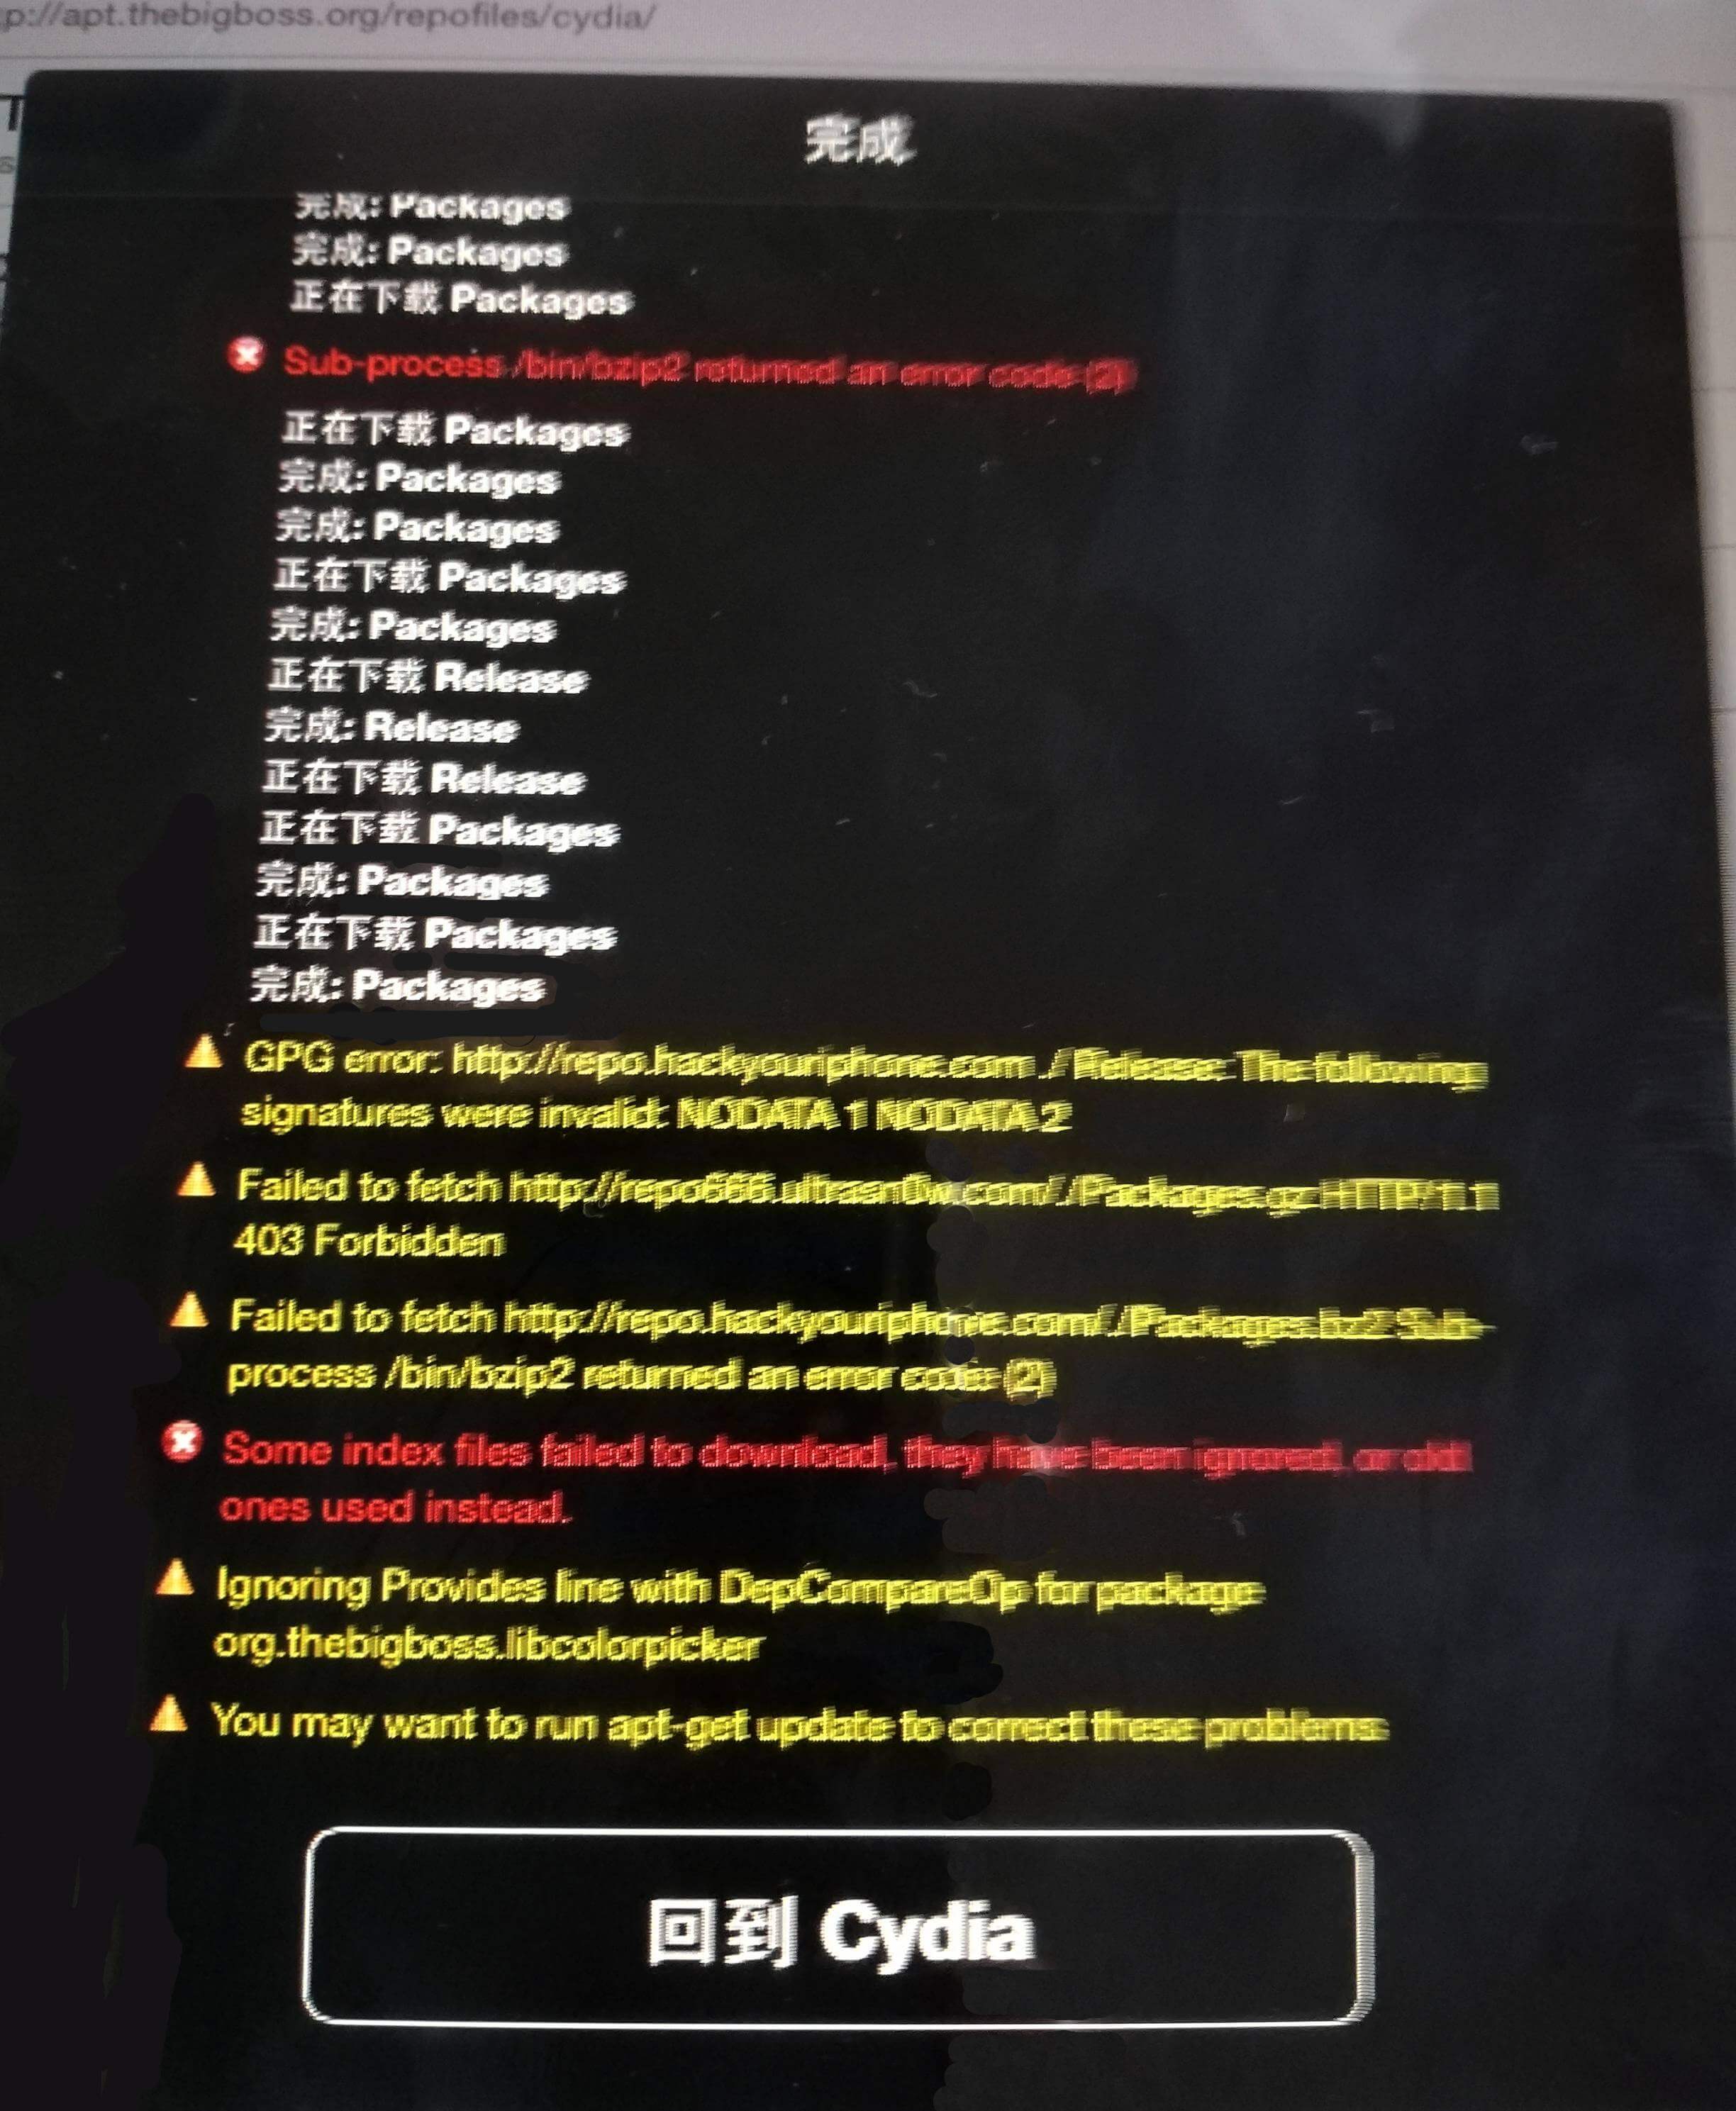 p://apt.thebigboss.org/repofiles/cydia/
完成
完成: Packages
完成: Packages
正在下载 Packages
Sub-process /bin/bzip2 returned an error code (2)
正在下载 Packages
完成: Packages
完成: Packages
正在下载 Packages
完成: Packages
正在下载 Release
完成: Release
正在下载 Release
正在下载 Packages
完成: Packages
正在下载 Packages
完成: Packages
GPG error: http://repo.hackyouriphone.com ./ Release: The following
signatures were invalid: NODATA 1 NODATA 2
Failed to fetch http://repo666.ultrasn0w.com/./Packages.gz HTTP/1.1
403 Forbidden
Failed to fetch http://repo.hackyouriphone.com/./Packages.bz2 Sub-
process /bin/bzip2 returned an error code (2)
Some index files failed to download, they have been ignored, or old
ones used instead.
Ignoring Provides line with DepCompareOp for package
org.thebigboss.libcolorpicker
You may want to run apt-get update to correct these problems
回到 Cydia